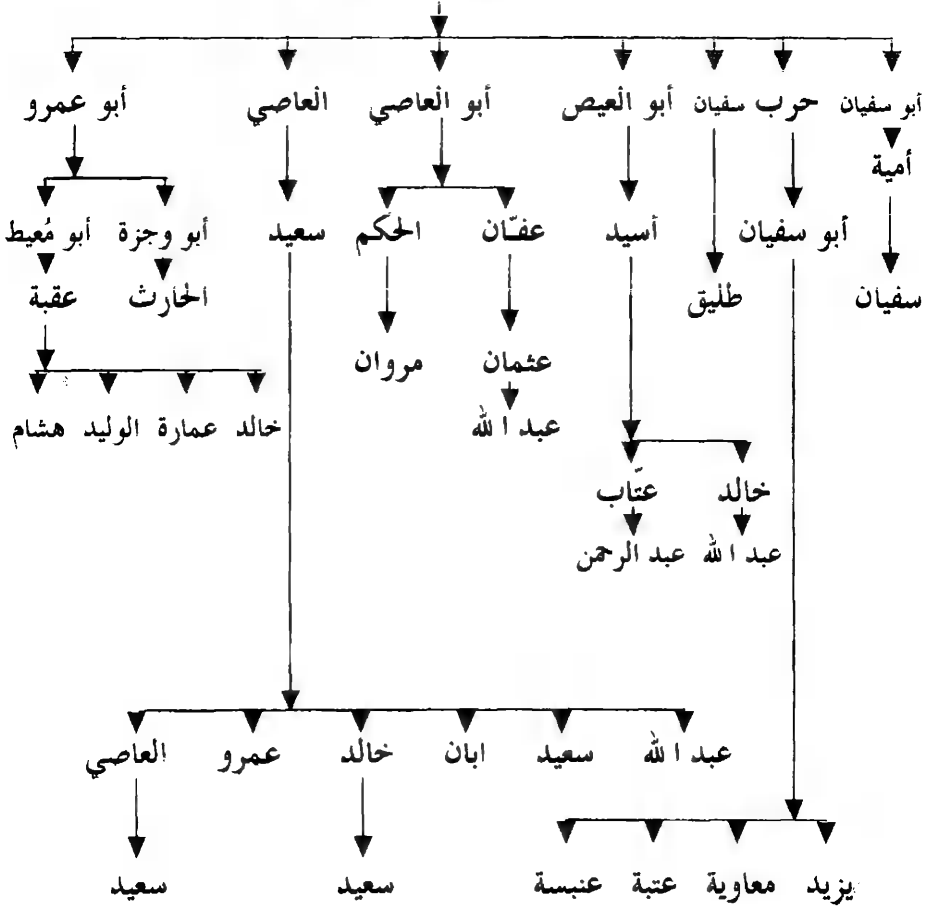 أبو سفيان حرب سفيان أبو العيص أبو العاصي العاصي أبو عمرو
أمية
أبو سفيان أسيد عفّان الحكم سعيد أبو وجزة أبو مُعيط
سفيان طليق الحارث عقبة
عثمان مروان
عبد الله خالد عمارة الوليد هشام
خالد عتّاب
عبد الله عبد الرحمن
عبد الله سعيد ابان خالد عمرو العاصي
يزيد معاوية عتبة عنبسة سعيد سعيد